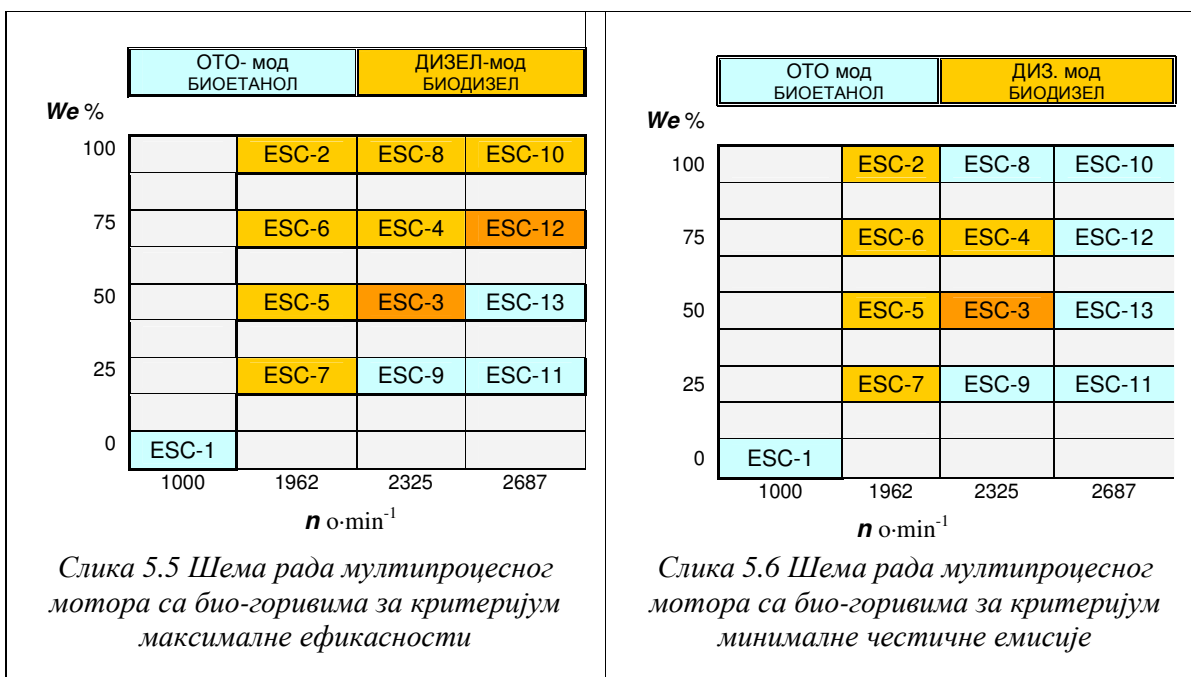 ОТО- мод ДИЗЕЛ-мод
БИОЕТАНОЛ БИОДИЗЕЛ
We %
100 ESC-2 ESC-8 ESC-10
75 ESC-6 ESC-4 ESC-12
50 ESC-5 ESC-3 ESC-13
25 ESC-7 ESC-9 ESC-11
0 ESC-1
1000 1962 2325 2687
n о·min-1
Слика 5.5 Шема рада мултипроцесног
мотора са био-горивима за критеријум
максималне ефикасности
ОТО мод ДИЗ. мод
БИОЕТАНОЛ БИОДИЗЕЛ
We %
100 ESC-2 ESC-8 ESC-10
75 ESC-6 ESC-4 ESC-12
50 ESC-5 ESC-3 ESC-13
25 ESC-7 ESC-9 ESC-11
0 ESC-1
1000 1962 2325 2687
n о·min-1
Слика 5.6 Шема рада мултипроцесног
мотора са био-горивима за критеријум
минималне честичне емисије